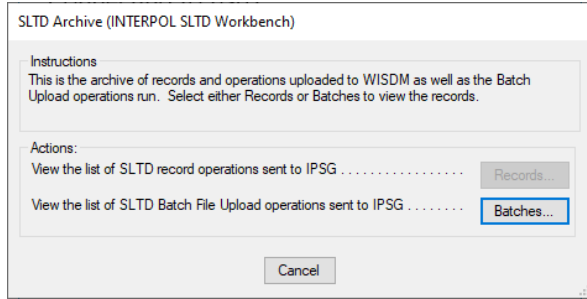 SLTD Archive (INTERPOL SLTD Workbench)
Instructions
This is the archive of records and operations uploaded to WISDM as well as the Batch
Upload operations run.  Select either Records or Batches to view the records.
Actions:
View the list of SLTD record operations sent to IPSG . . . . . . . . . . . . . . . . . Records...
View the list of SLTD Batch File Upload operations sent to IPSG . . . . . . . . Batches...
Cancel